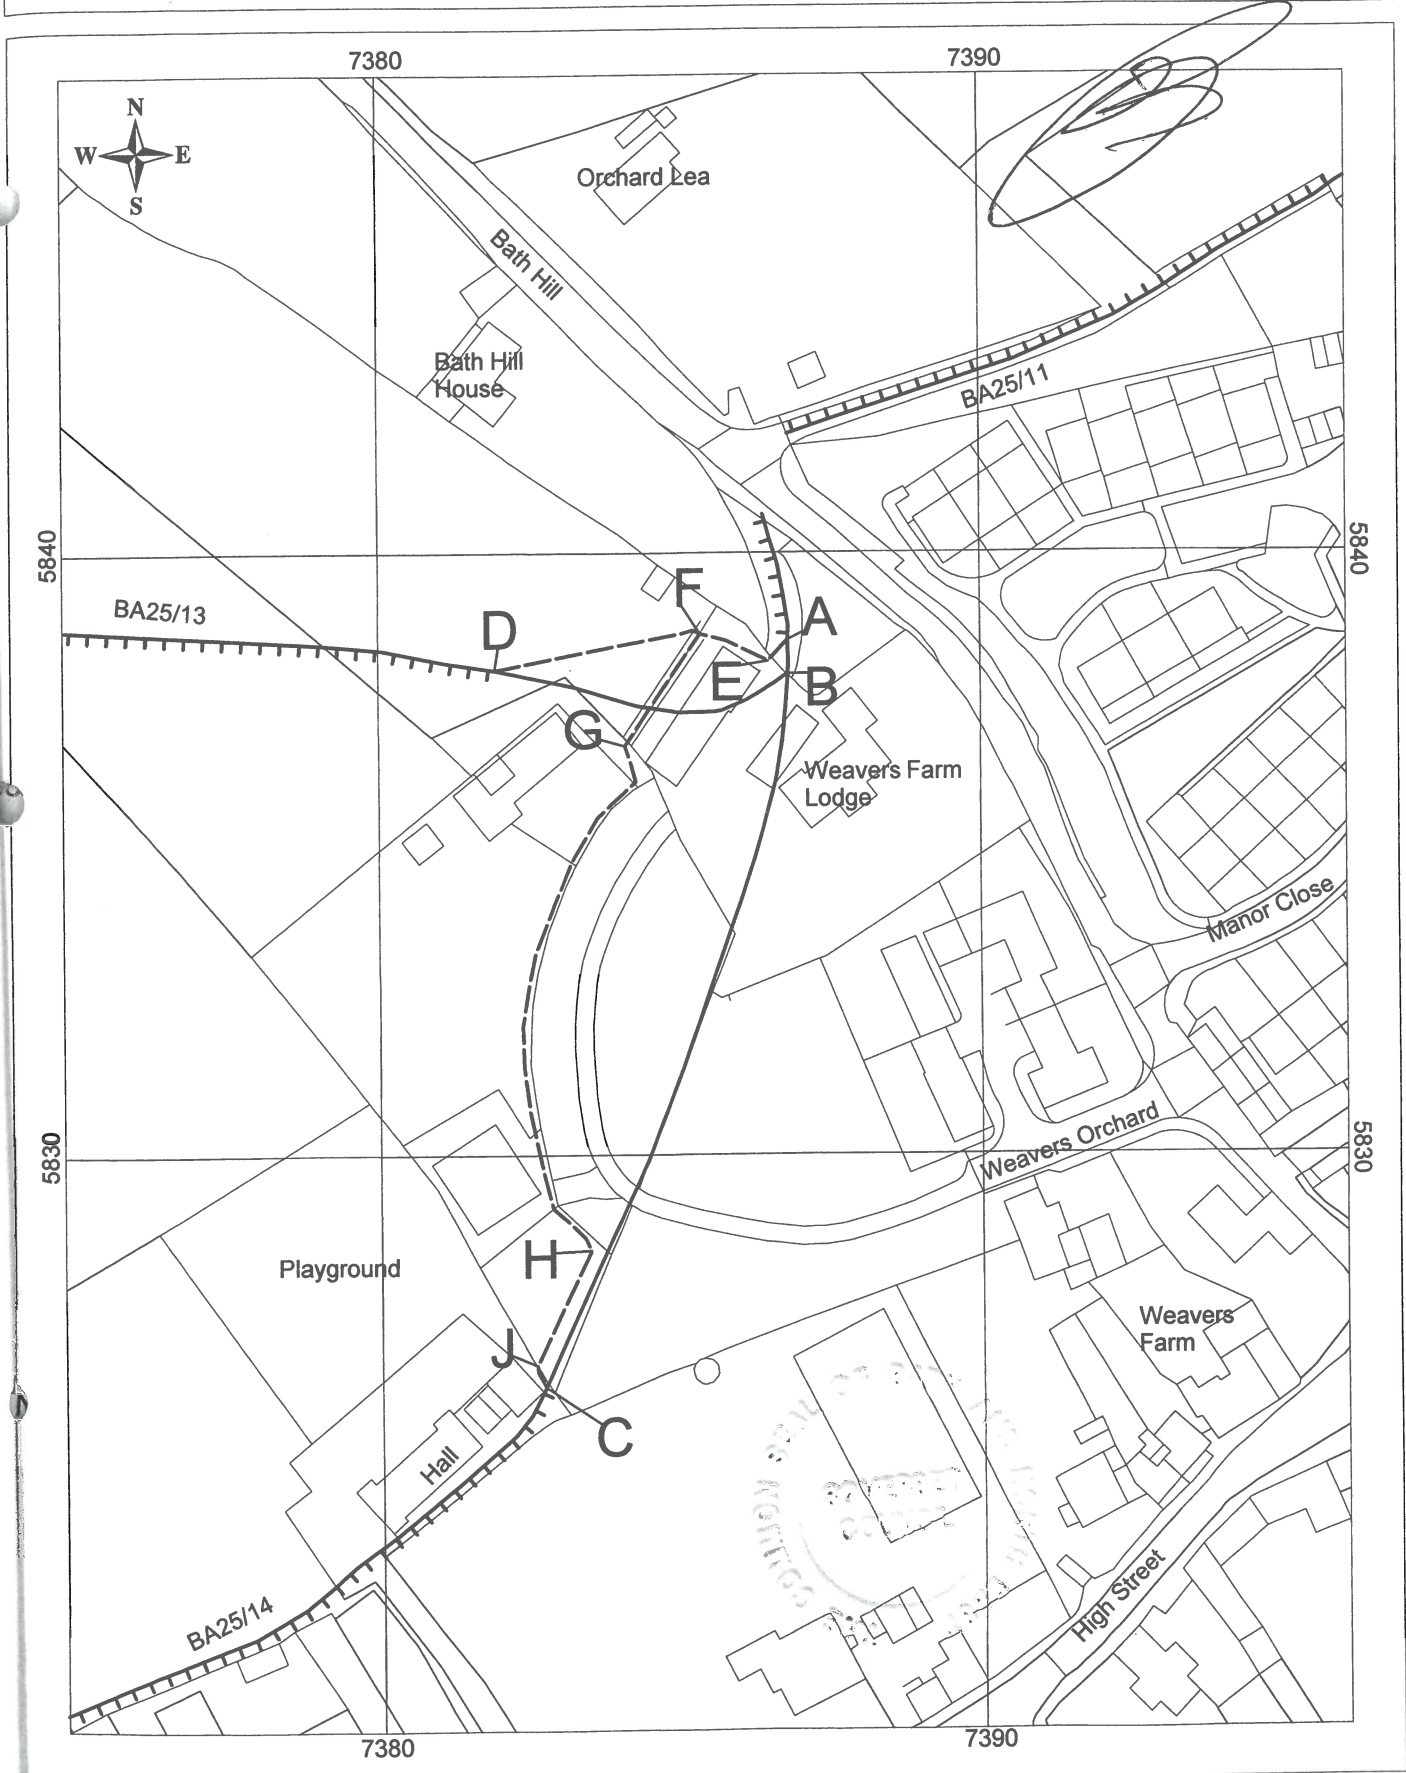 7380
7390
N
W E
S
Orchard Lea
Bath Hill
Bath Hill
House
BA25/11
5840
5840
BA25/13
F
A
D
E
B
G
Weavers Farm
Lodge
Manor Close
5830
5830
Weavers Orchard
H
Playground
Weavers
Farm
J
C
Hall
High Street
BA25/14
7380
7390